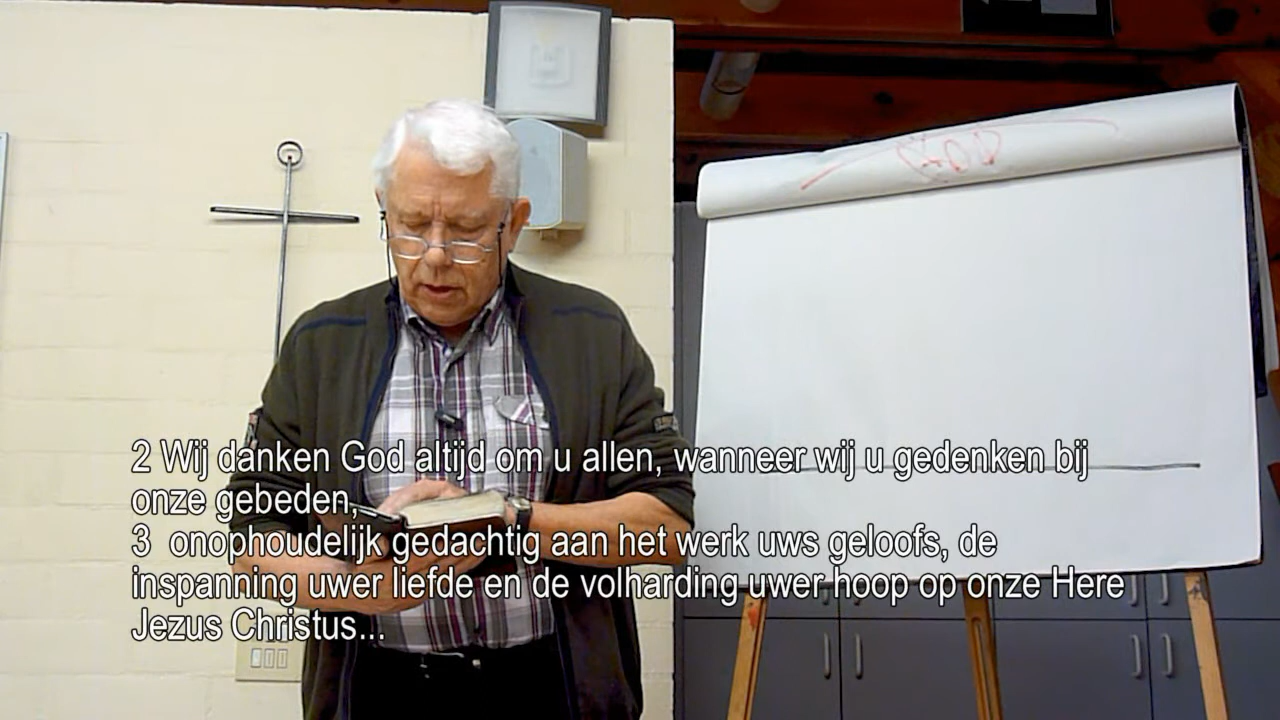 GOD
2 Wij danken God altijd om u allen, wanneer wij u gedenken bij
onze gebeden,
3  onophoudelijk gedachtig aan het werk uws geloofs, de
inspanning uwer liefde en de volharding uwer hoop op onze Here
Jezus Christus...